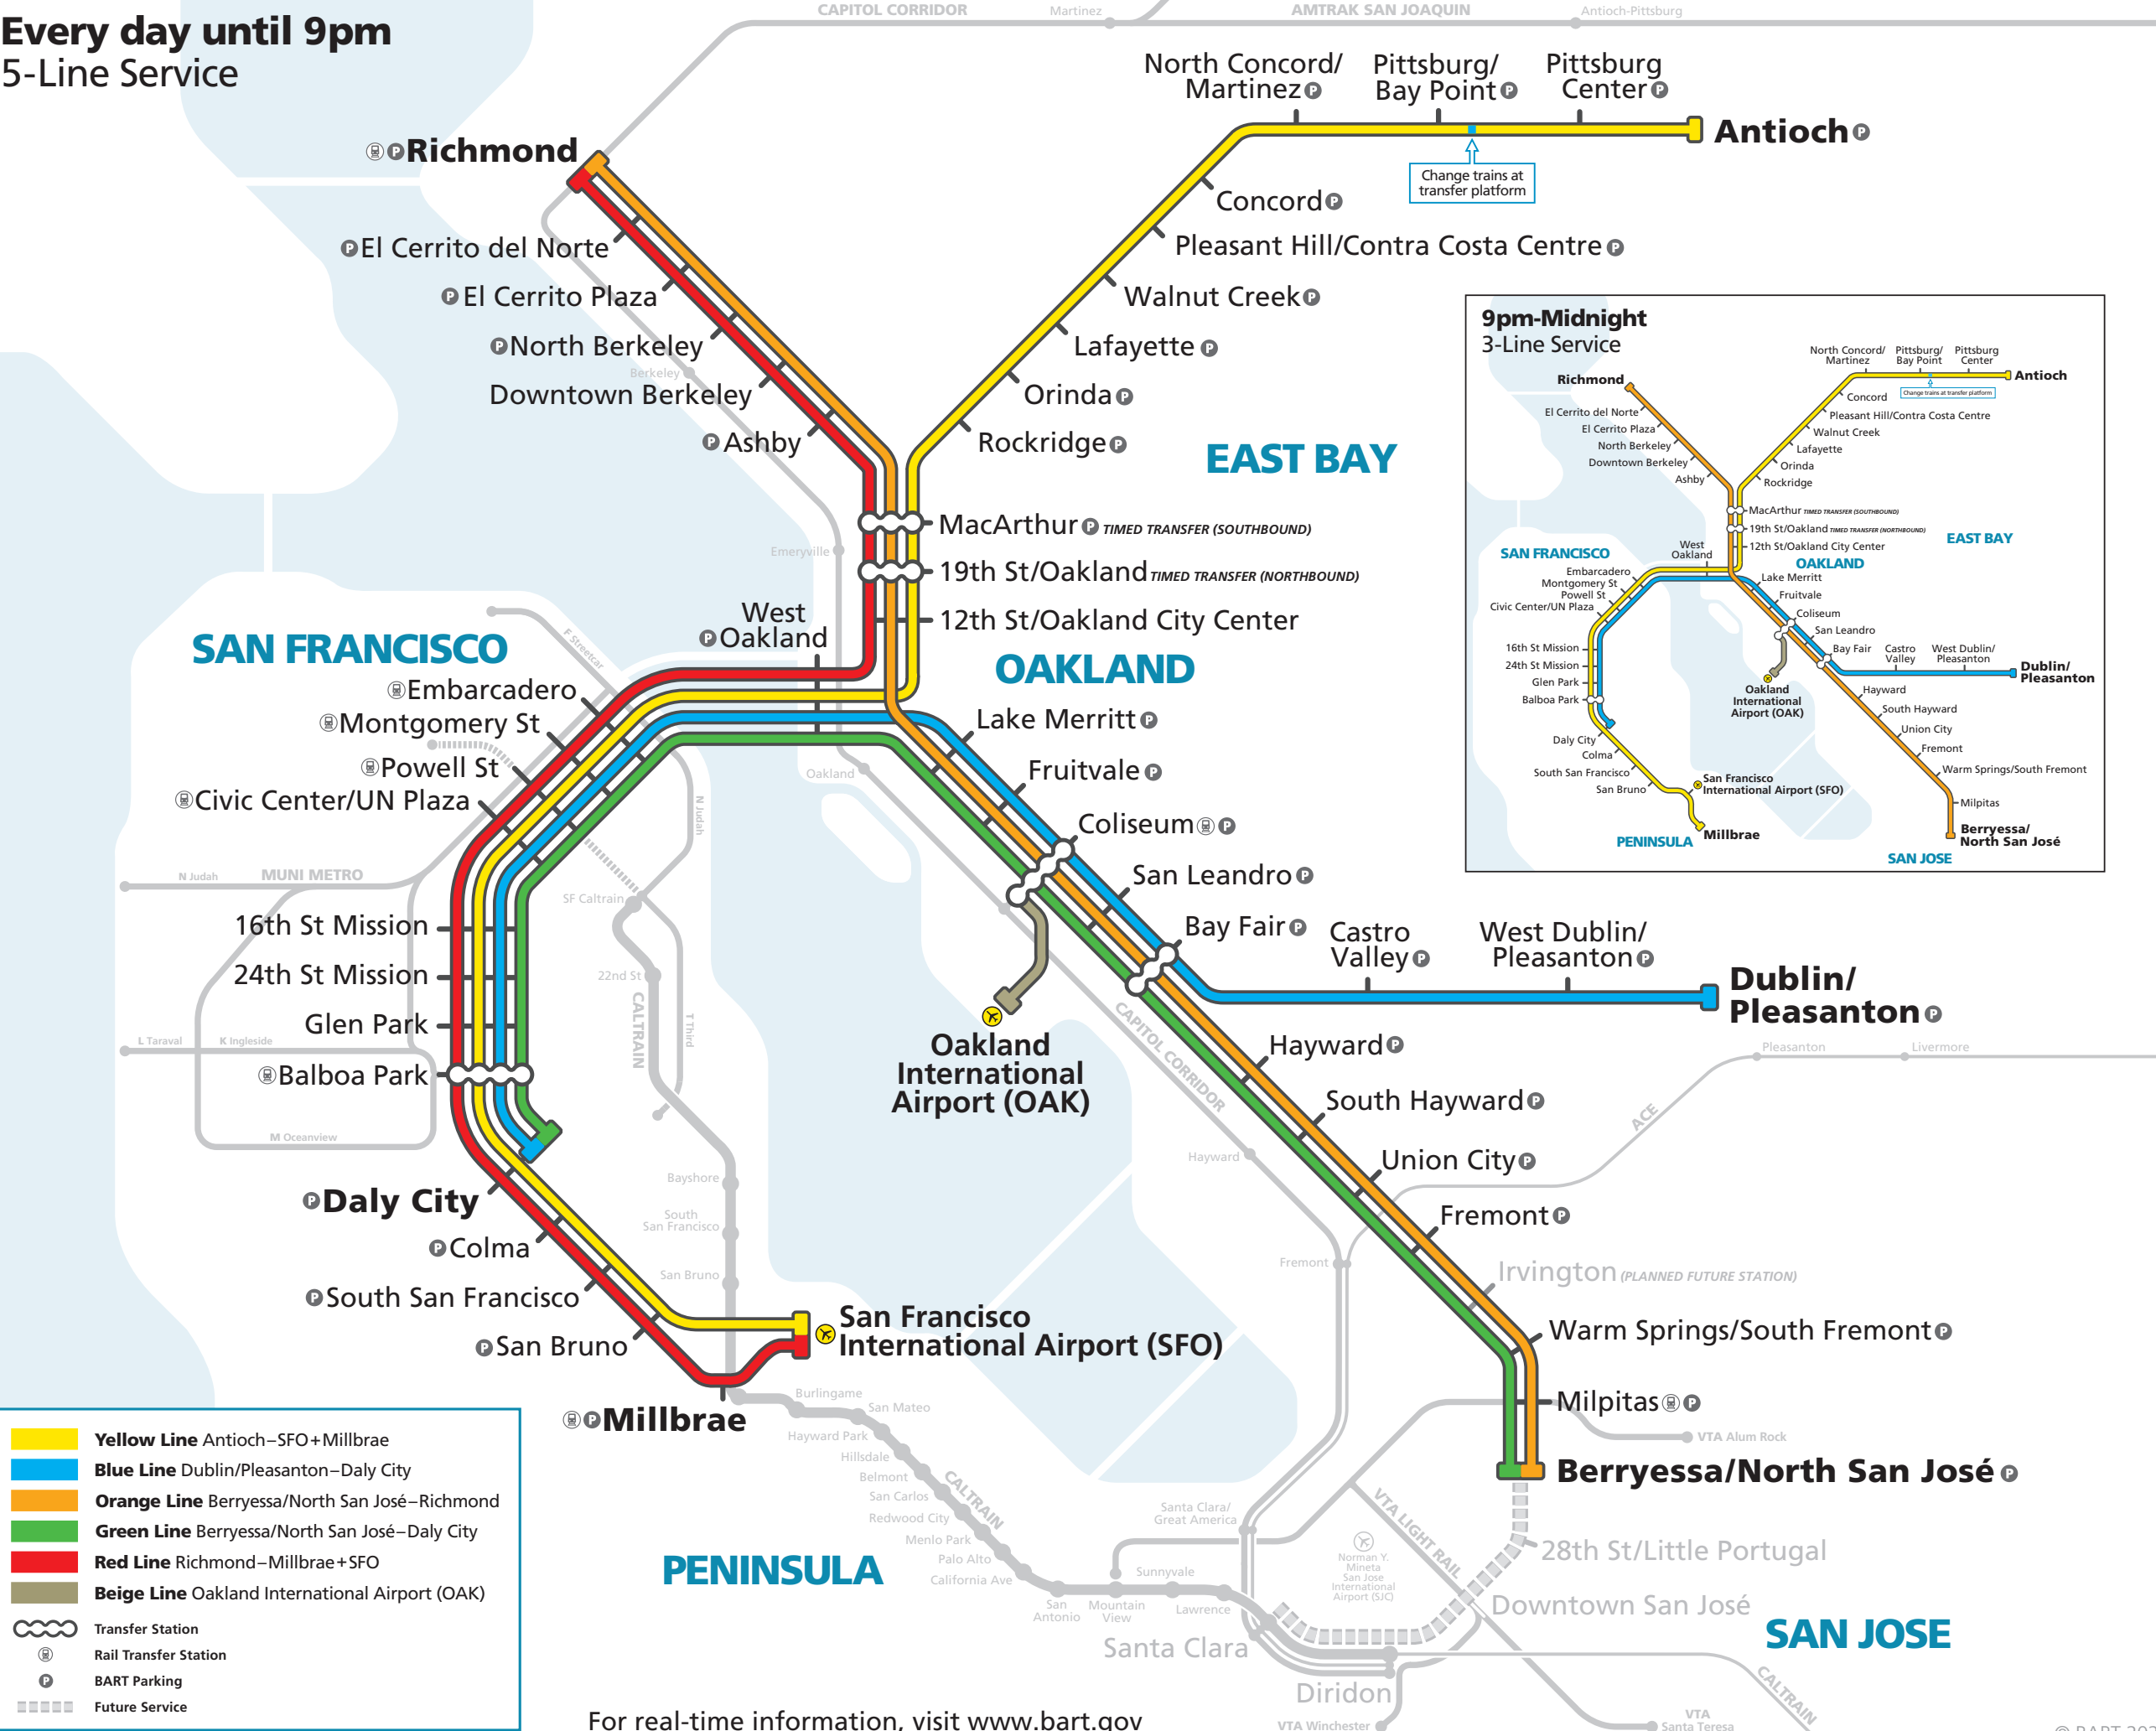 Every day until 9pm
5-Line Service
CAPITOL CORRIDOR
Martinez
AMTRAK SAN JOAQUIN
Antioch-Pittsburg
North Concord/
Martinez P
Pittsburg/
Bay Point P
Pittsburg
Center P
Antioch P
Change trains at
transfer platform
P Richmond
P El Cerrito del Norte
P El Cerrito Plaza
P North Berkeley
Berkeley
Downtown Berkeley
P Ashby
Concord P
Pleasant Hill/Contra Costa Centre P
Walnut Creek P
Lafayette P
Orinda P
Rockridge P
EAST BAY
MacArthur P TIMED TRANSFER (SOUTHBOUND)
Emeryville
19th St/Oakland TIMED TRANSFER (NORTHBOUND)
12th St/Oakland City Center
West
P Oakland
OAKLAND
SAN FRANCISCO
F Streetcar
Embarcadero
Montgomery St
Powell St
Civic Center/UN Plaza
N Judah
MUNI METRO
N Judah
SF Caltrain
16th St Mission
24th St Mission
Glen Park
Balboa Park
22nd St
CALTRAIN
T Third
L Taraval
K Ingleside
M Oceanview
Oakland
Lake Merritt P
Fruitvale P
Coliseum P
San Leandro P
Bay Fair P
Castro
Valley P
West Dublin/
Pleasanton P
Dublin/
Pleasanton P
Oakland
International
Airport (OAK)
CAPITOL CORRIDOR
Hayward P
South Hayward P
Union City P
Fremont P
Irvington (PLANNED FUTURE STATION)
Warm Springs/South Fremont P
Milpitas P
VTA Alum Rock
Berryessa/North San José P
Pleasanton
Livermore
ACE
Hayward
Fremont
P Daly City
P Colma
P South San Francisco
P San Bruno
P Millbrae
Bayshore
South
San Francisco
San Bruno
San Francisco
International Airport (SFO)
Burlingame
San Mateo
Hayward Park
Hillsdale
Belmont
San Carlos
Redwood City
Menlo Park
Palo Alto
California Ave
CALTRAIN
San
Antonio
Mountain
View
Sunnyvale
Lawrence
Santa Clara/
Great America
Santa Clara
Norman Y.
Mineta
San Jose
International
Airport (SJC)
VTA LIGHT RAIL
28th St/Little Portugal
Downtown San José
SAN JOSE
Diridon
VTA Winchester
VTA
Santa Teresa
CALTRAIN
PENINSULA
9pm-Midnight
3-Line Service
Richmond
El Cerrito del Norte
El Cerrito Plaza
North Berkeley
Downtown Berkeley
Ashby
North Concord/
Martinez
Pittsburg/
Bay Point
Pittsburg
Center
Antioch
Change trains at transfer platform
Concord
Pleasant Hill/Contra Costa Centre
Walnut Creek
Lafayette
Orinda
Rockridge
MacArthur TIMED TRANSFER (SOUTHBOUND)
19th St/Oakland TIMED TRANSFER (NORTHBOUND)
12th St/Oakland City Center
EAST BAY
West
Oakland
OAKLAND
SAN FRANCISCO
Embarcadero
Montgomery St
Powell St
Civic Center/UN Plaza
16th St Mission
24th St Mission
Glen Park
Balboa Park
Daly City
Colma
South San Francisco
San Bruno
San Francisco
International Airport (SFO)
Millbrae
PENINSULA
Lake Merritt
Fruitvale
Coliseum
San Leandro
Bay Fair
Castro
Valley
West Dublin/
Pleasanton
Dublin/
Pleasanton
Oakland
International
Airport (OAK)
Hayward
South Hayward
Union City
Fremont
Warm Springs/South Fremont
Milpitas
Berryessa/
North San José
SAN JOSE
Yellow Line Antioch–SFO+Millbrae
Blue Line Dublin/Pleasanton–Daly City
Orange Line Berryessa/North San José–Richmond
Green Line Berryessa/North San José–Daly City
Red Line Richmond–Millbrae+SFO
Beige Line Oakland International Airport (OAK)
Transfer Station
Rail Transfer Station
P BART Parking
Future Service
For real-time information, visit www.bart.gov
© BART